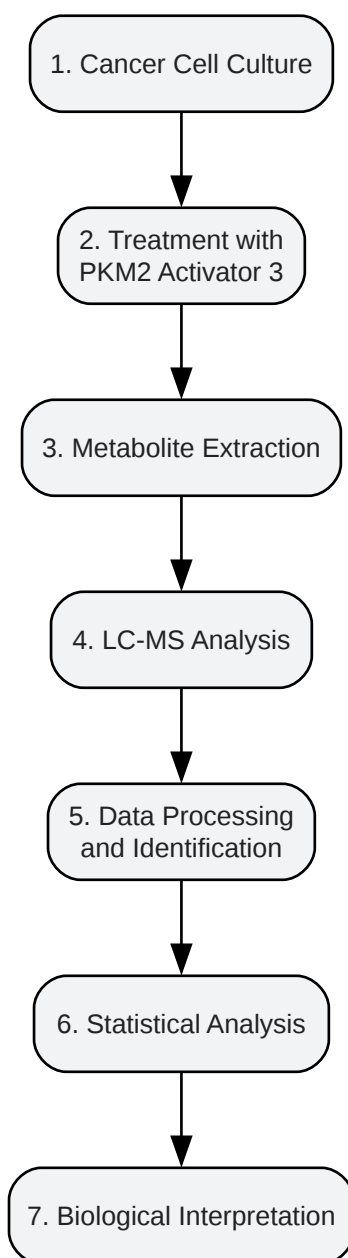 1. Cancer Cell Culture
2. Treatment with
PKM2 Activator 3
3. Metabolite Extraction
4. LC-MS Analysis
5. Data Processing
and Identification
6. Statistical Analysis
7. Biological Interpretation